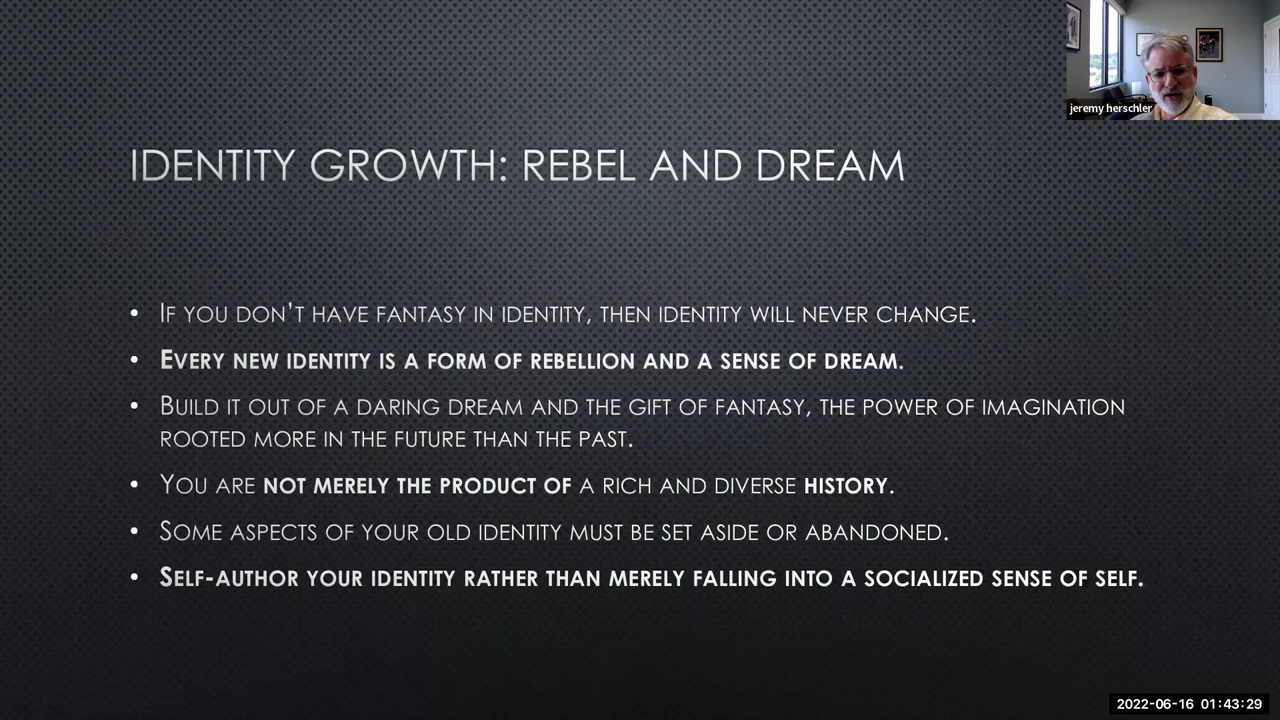 jeremy herschler
IDENTITY GROWTH: REBEL AND DREAM
• IF YOU DON'T HAVE FANTASY IN IDENTITY, THEN IDENTITY WILL NEVER CHANGE.
• EVERY NEW IDENTITY IS A FORM OF REBELLION AND A SENSE OF DREAM.
• BUILD IT OUT OF A DARING DREAM AND THE GIFT OF FANTASY, THE POWER OF IMAGINATION
ROOTED MORE IN THE FUTURE THAN THE PAST.
• YOU ARE NOT MERELY THE PRODUCT OF A RICH AND DIVERSE HISTORY.
• SOME ASPECTS OF YOUR OLD IDENTITY MUST BE SET ASIDE OR ABANDONED.
• SELF-AUTHOR YOUR IDENTITY RATHER THAN MERELY FALLING INTO A SOCIALIZED SENSE OF SELF.
2022-06-16 01:43:29